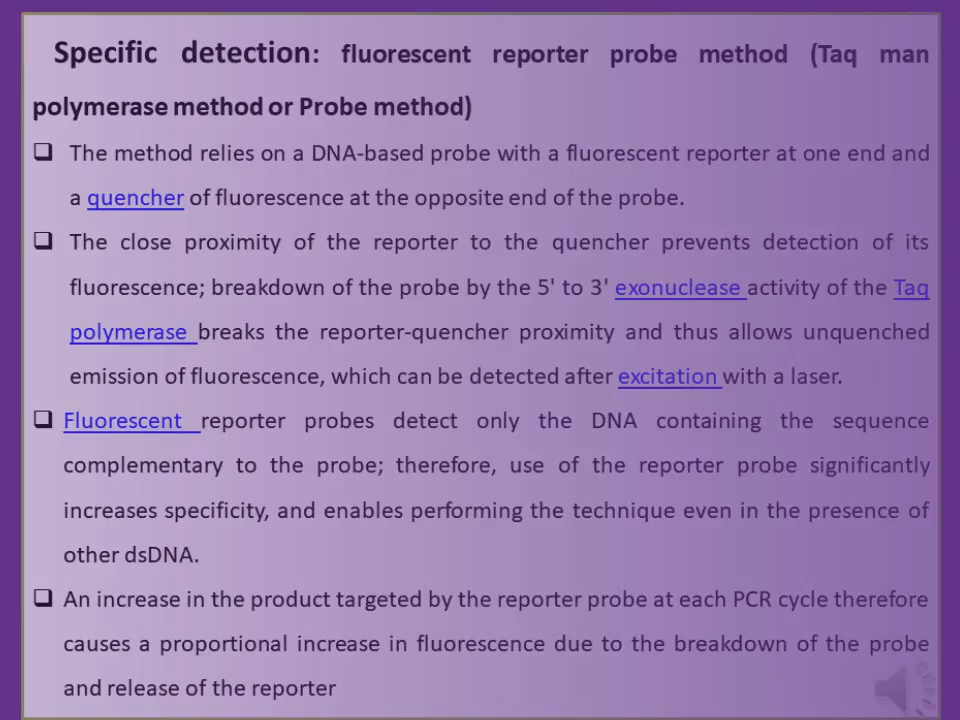 Specific detection: fluorescent reporter probe method (Taq man
polymerase method or Probe method)
❑ The method relies on a DNA-based probe with a fluorescent reporter at one end and
a quencher of fluorescence at the opposite end of the probe.
❑ The close proximity of the reporter to the quencher prevents detection of its
fluorescence; breakdown of the probe by the 5' to 3' exonuclease activity of the Taq
polymerase breaks the reporter-quencher proximity and thus allows unquenched
emission of fluorescence, which can be detected after excitation with a laser.
❑ Fluorescent reporter probes detect only the DNA containing the sequence
complementary to the probe; therefore, use of the reporter probe significantly
increases specificity, and enables performing the technique even in the presence of
other dsDNA.
❑ An increase in the product targeted by the reporter probe at each PCR cycle therefore
causes a proportional increase in fluorescence due to the breakdown of the probe
and release of the reporter